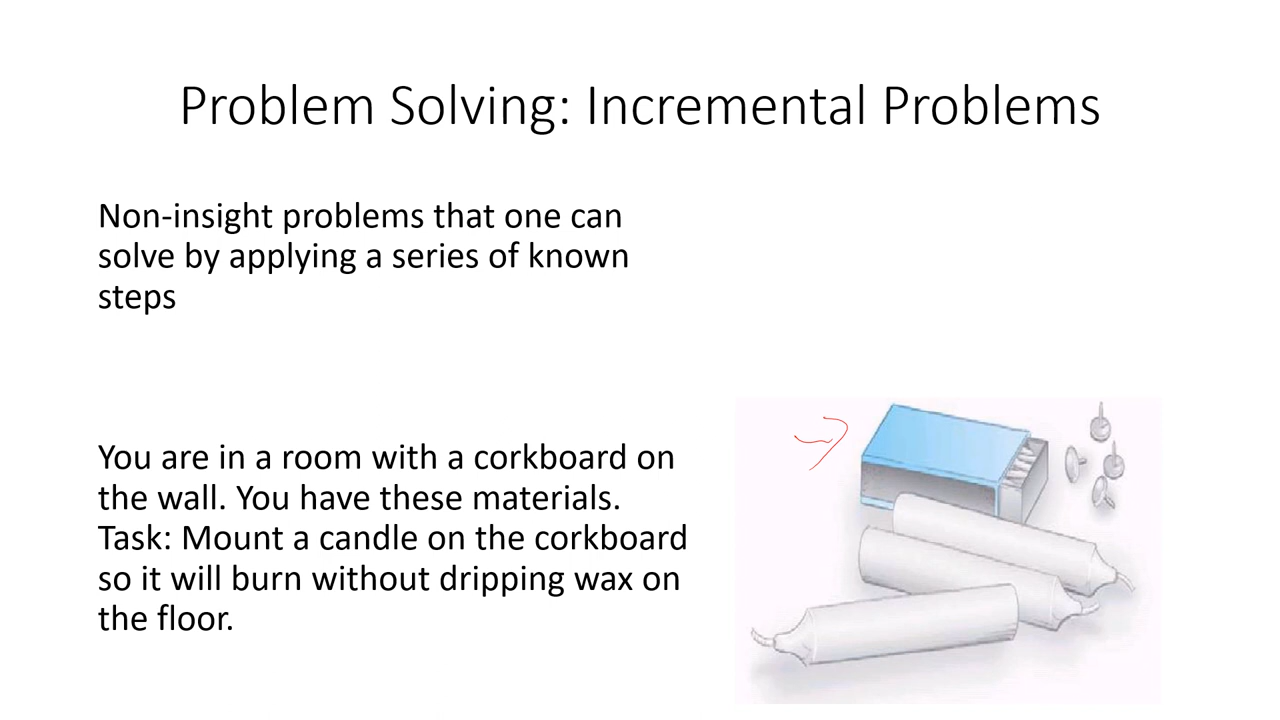 Problem Solving: Incremental Problems
Non-insight problems that one can
solve by applying a series of known
steps
You are in a room with a corkboard on
the wall. You have these materials.
Task: Mount a candle on the corkboard
so it will burn without dripping wax on
the floor.